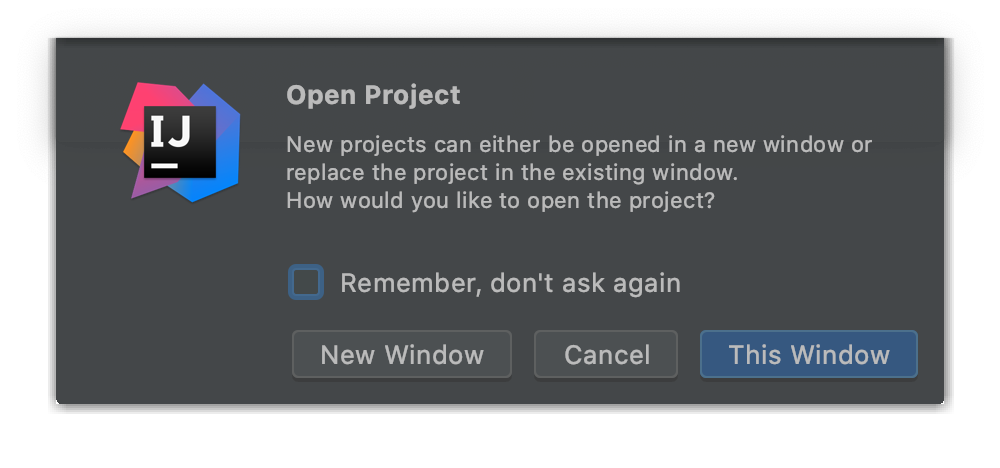 IJ
Open Project
New projects can either be opened in a new window or
replace the project in the existing window.
How would you like to open the project?
Remember, don't ask again
New Window Cancel This Window